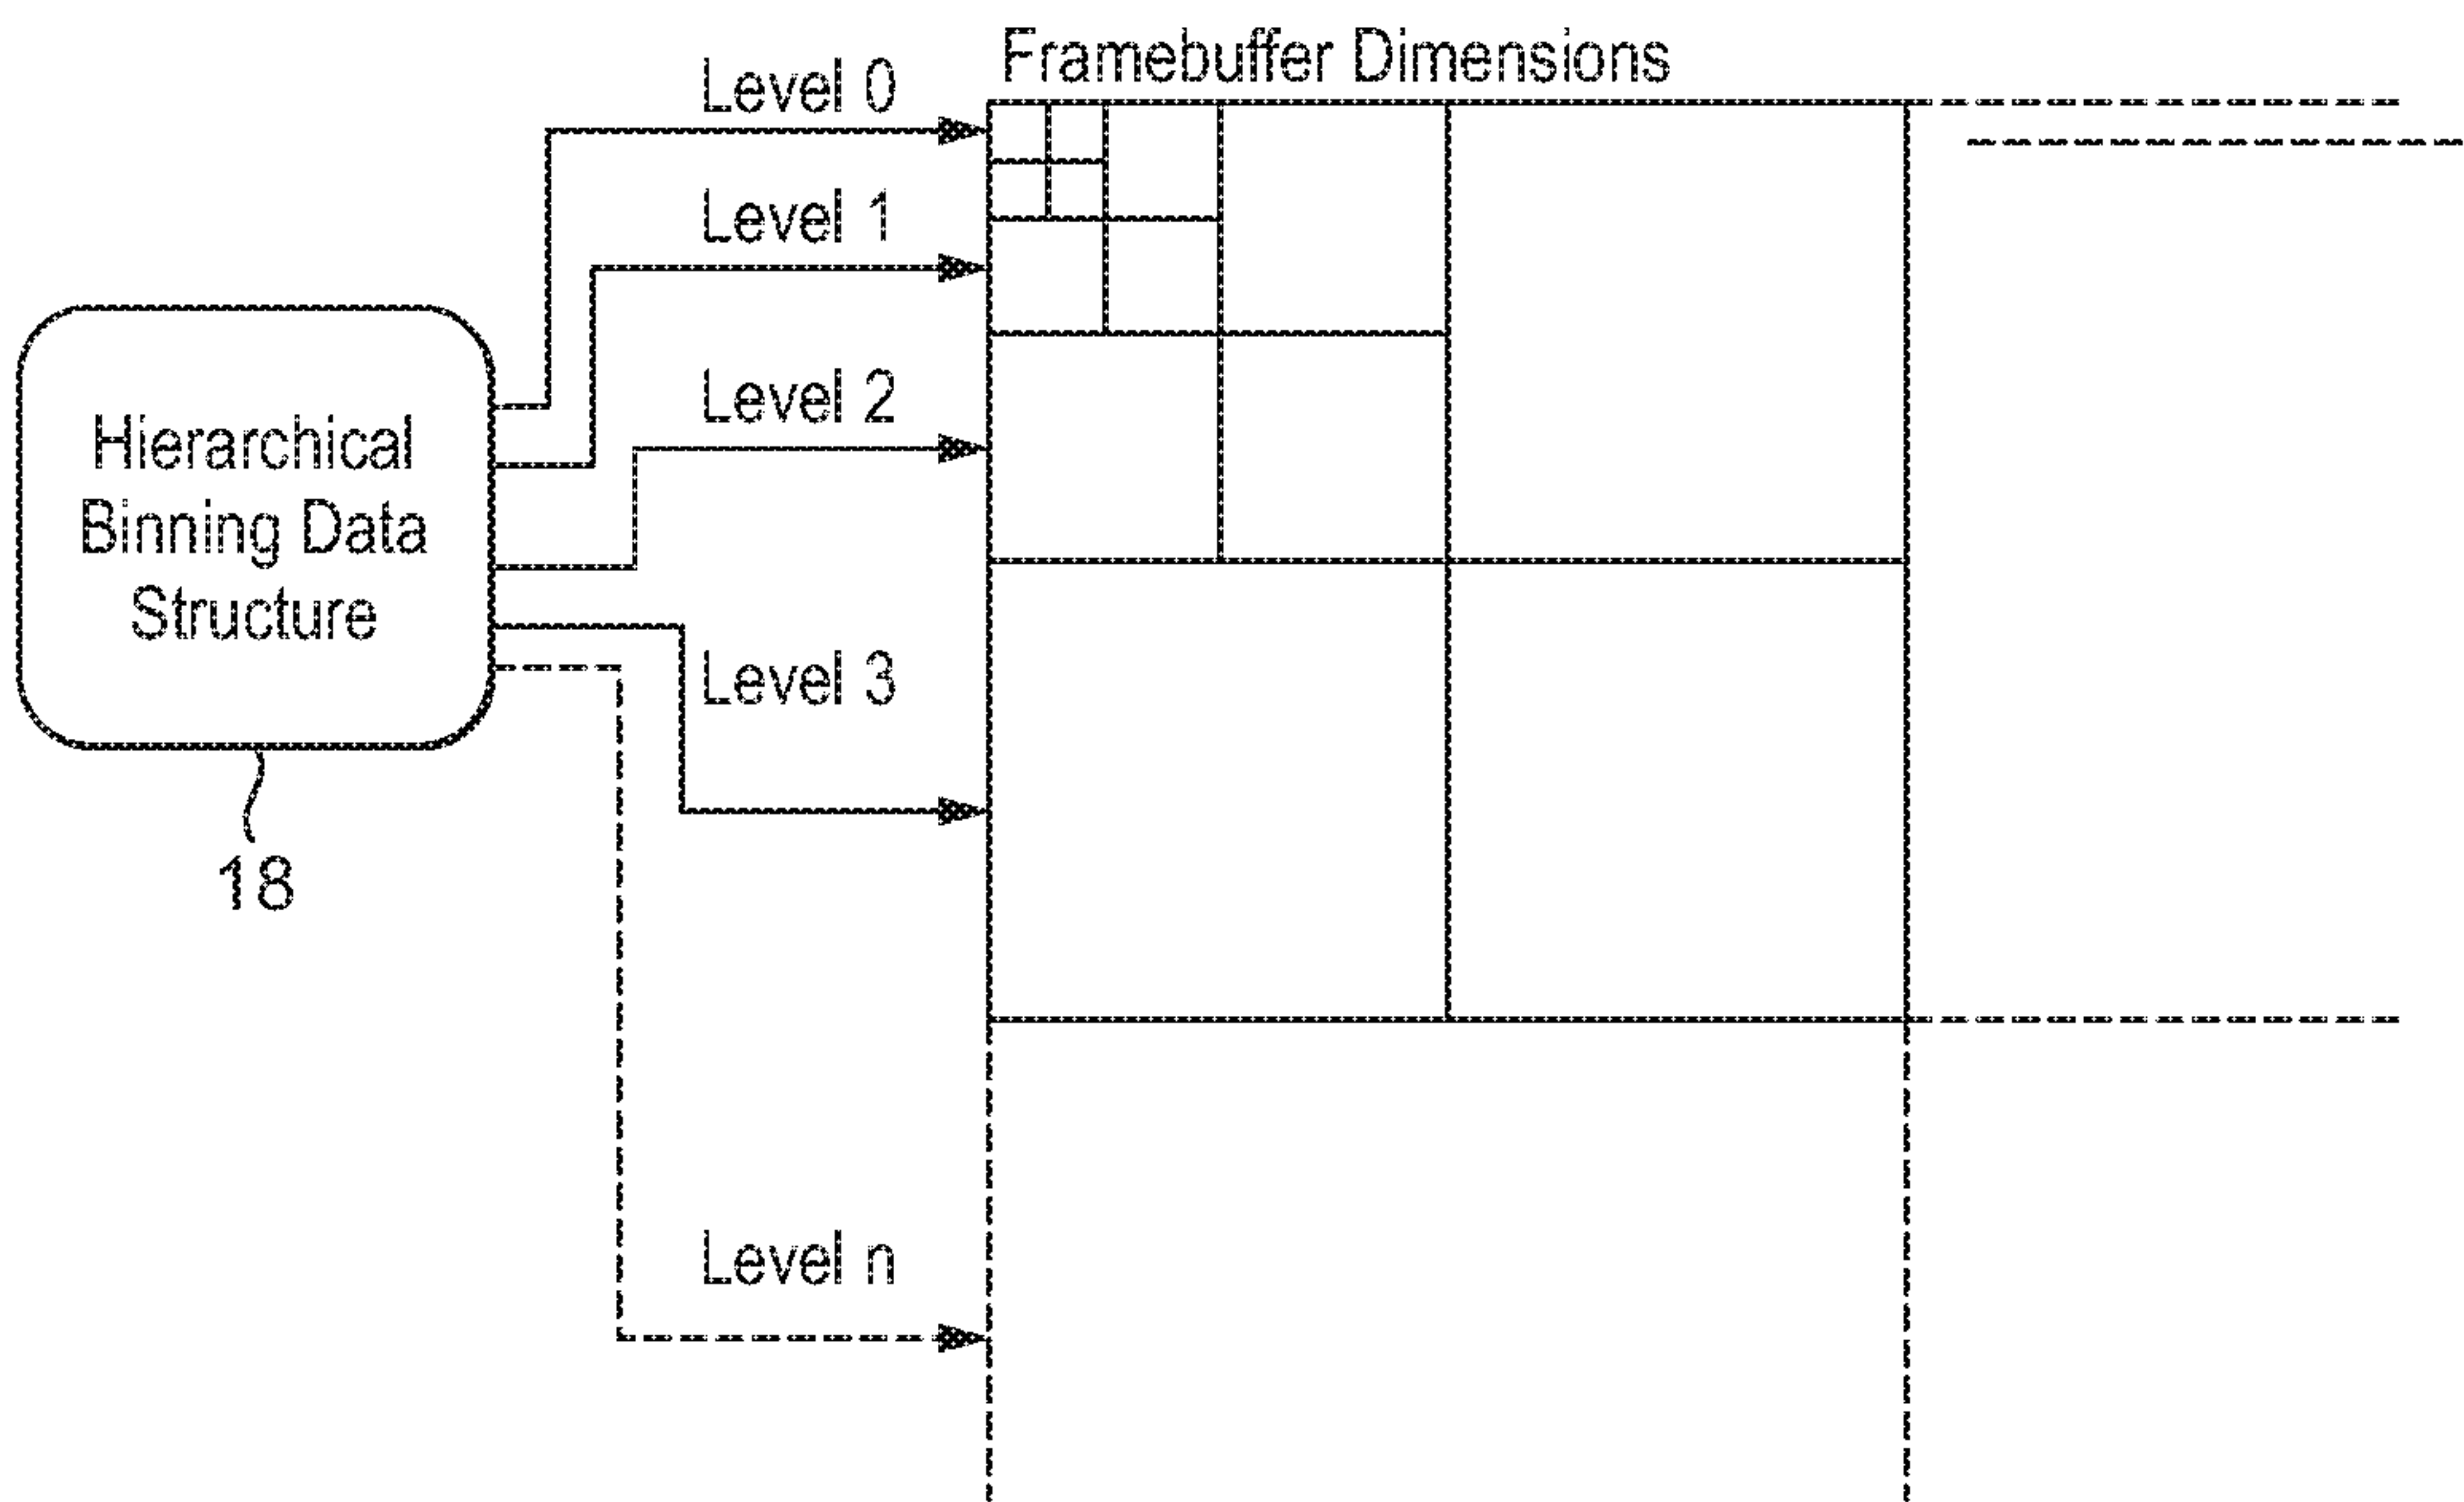 Framebuffer Dimensions
Level 0
Level 1
Level 2
Level 3
Level n
Hierarchical
Binning Data
Structure
18